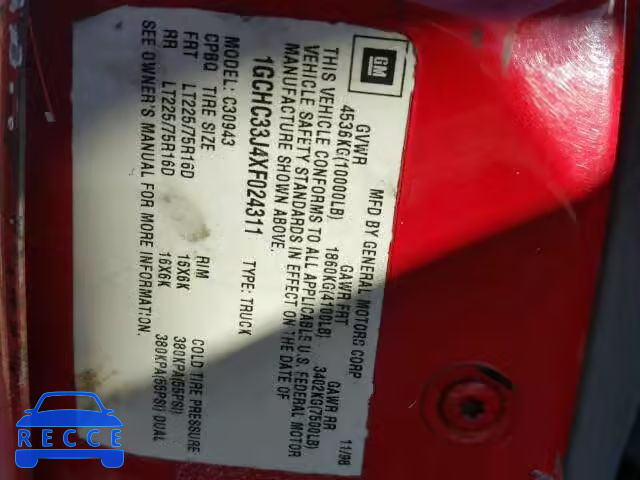 GM
MFD BY GENERAL MOTORS CORP 11/98
GVWR GAWR FRT GAWR RR
4536KG(10000LB) 1860KG(4100LB) 3402KG(7500LB)
THIS VEHICLE CONFORMS TO ALL APPLICABLE U.S. FEDERAL MOTOR
VEHICLE SAFETY STANDARDS IN EFFECT ON THE DATE OF
MANUFACTURE SHOWN ABOVE.
1GCHC33J4XF024311 TYPE: TRUCK
MODEL: C30943
CPBQ TIRE SIZE RIM COLD TIRE PRESSURE
FRT LT225/75R16D 16X6K 380KPA(55PSI)
RR LT225/75R16D 16X6K 380KPA(55PSI) DUAL
SEE OWNER'S MANUAL FOR MORE INFORMATION.
RECCE